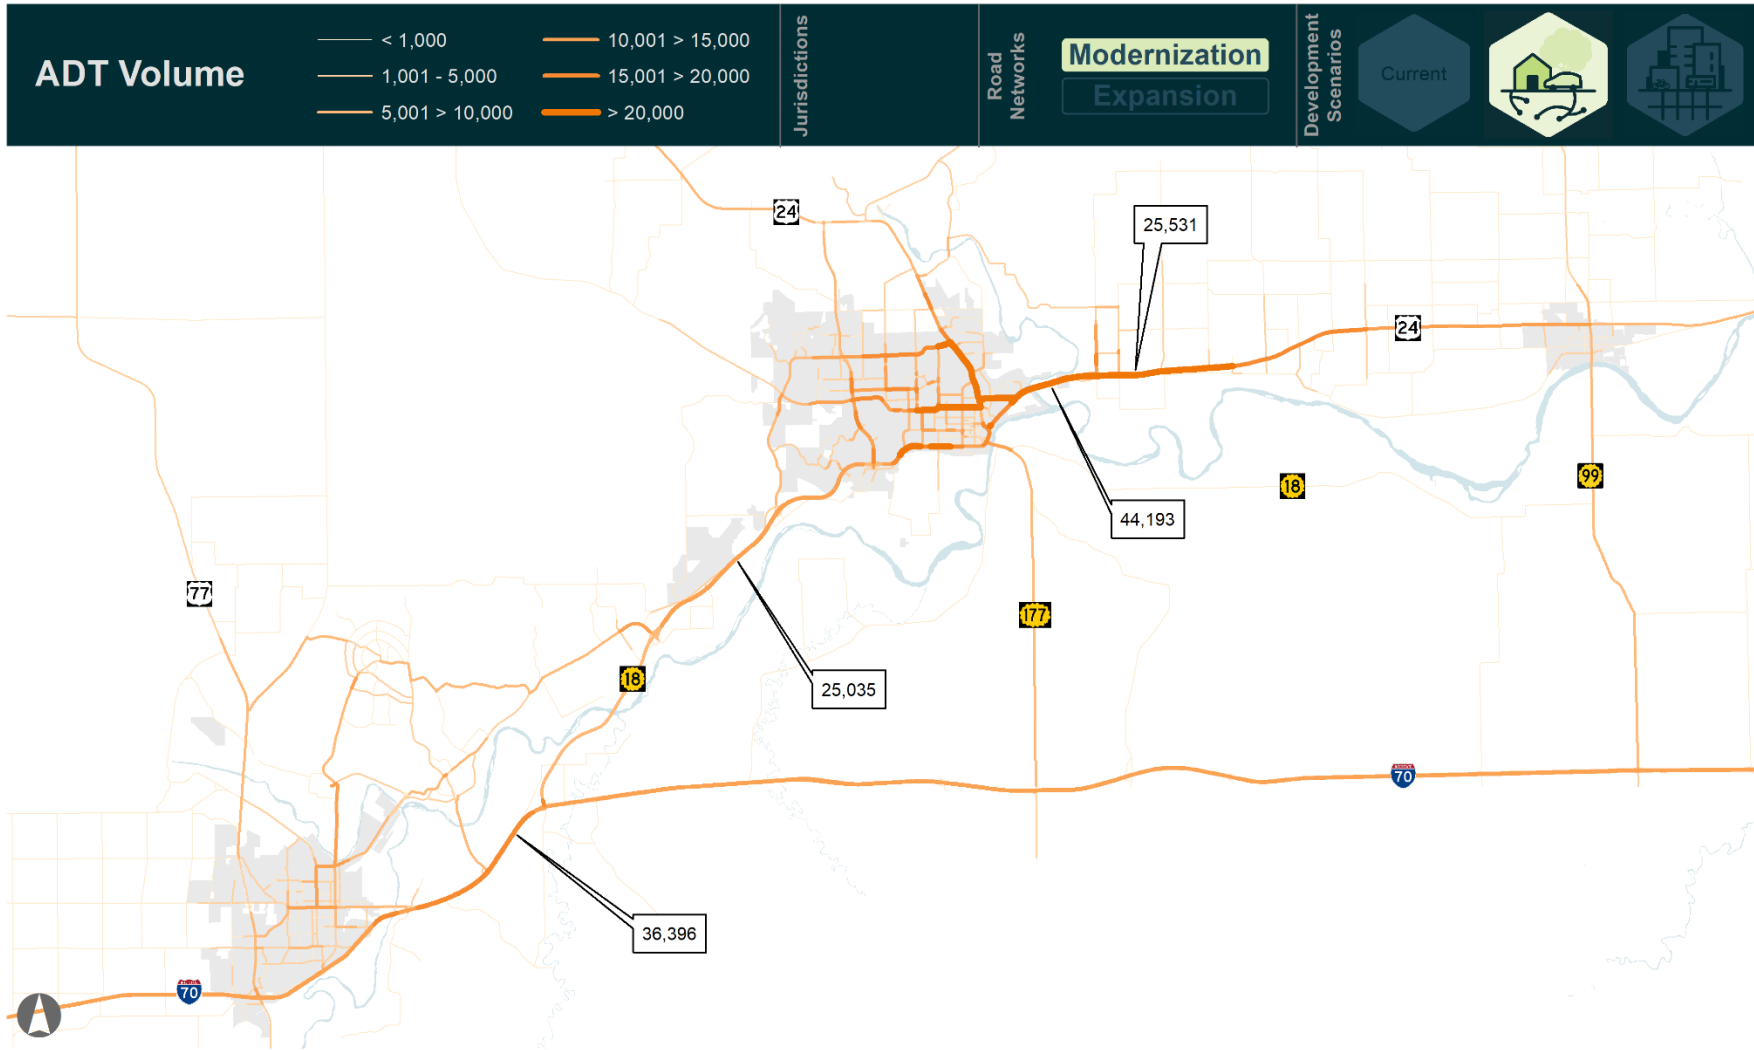 ADT Volume
< 1,000
1,001 - 5,000
5,001 > 10,000
10,001 > 15,000
15,001 > 20,000
> 20,000
Jurisdictions
Road
Networks
Modernization
Expansion
Development
Scenarios
Current
24
25,531
24
18
99
44,193
77
177
18
25,035
70
36,396
70